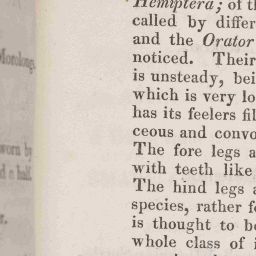 Morolong.
worn by
d a half.
Hemiptera; of th
called by differ
and the Orator
noticed. Their
is unsteady, bei
which is very lo
has its feelers fil
ceous and convo
The fore legs a
with teeth like
The hind legs a
species, rather f
is thought to be
whole class of i